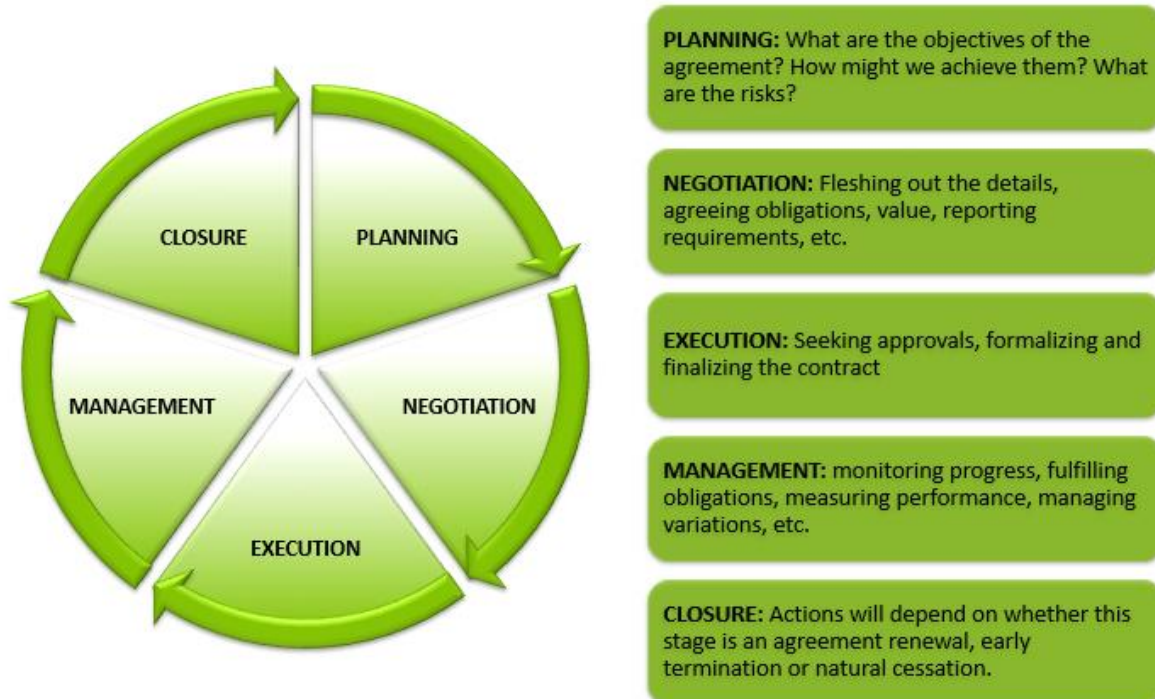 CLOSURE
PLANNING
MANAGEMENT
NEGOTIATION
EXECUTION
PLANNING: What are the objectives of the
agreement? How might we achieve them? What
are the risks?
NEGOTIATION: Fleshing out the details,
agreeing obligations, value, reporting
requirements, etc.
EXECUTION: Seeking approvals, formalizing and
finalizing the contract
MANAGEMENT: monitoring progress, fulfilling
obligations, measuring performance, managing
variations, etc.
CLOSURE: Actions will depend on whether this
stage is an agreement renewal, early
termination or natural cessation.